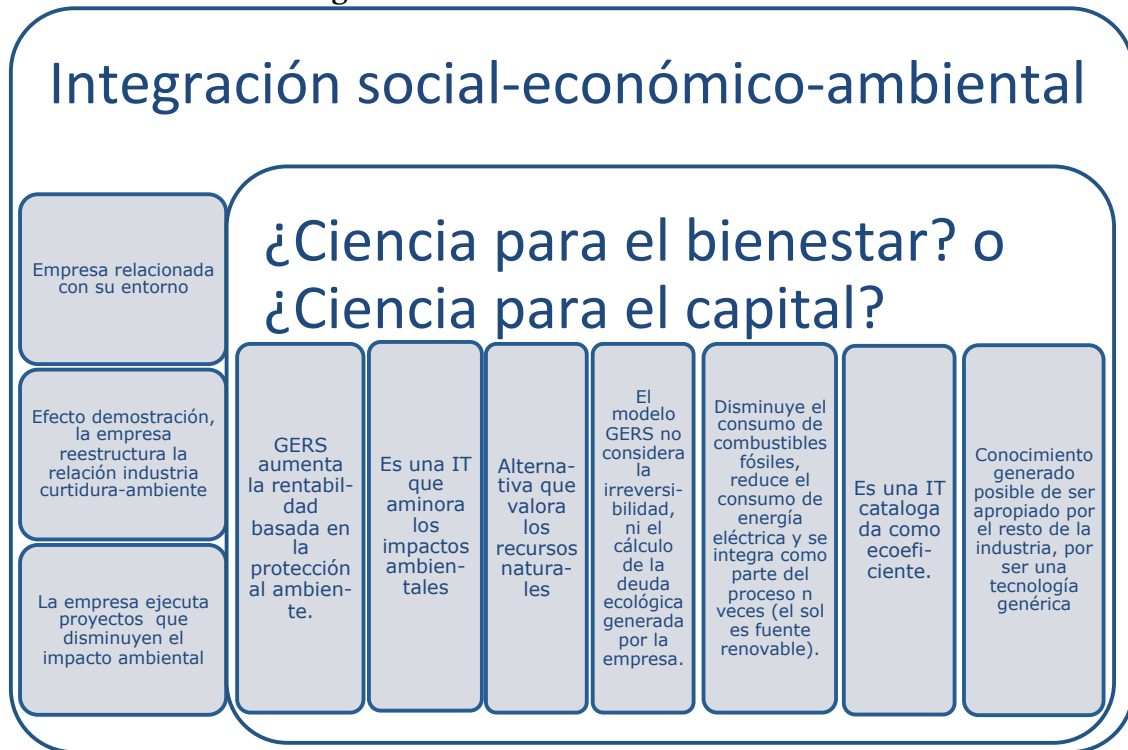 Integración social-económico-ambiental
Empresa relacionada
con su entorno
Efecto demostración,
la empresa
reestructura la
relación industria
curtidura-ambiente
La empresa ejecuta
proyectos que
disminuyen el
impacto ambiental
¿Ciencia para el bienestar? o
¿Ciencia para el capital?
GERS
aumenta
la rentabil-
dad
basada en
la
protección
al ambien-
te.
Es una IT
que
aminora
los
impactos
ambien-
tales
Alterna-
tiva que
valora
los
recursos
natura-
les
El
modelo
GERS no
considera
la
irreversi-
bilidad,
ni el
cálculo
de la
deuda
ecológica
generada
por la
empresa.
Disminuye el
consumo de
combustibles
fósiles,
reduce el
consumo de
energía
eléctrica y se
integra como
parte del
proceso n
veces (el sol
es fuente
renovable).
Es una IT
cataloga
da como
ecoefi-
ciente.
Conocimiento
generado
posible de ser
apropiado por
el resto de la
industria, por
ser una
tecnología
genérica